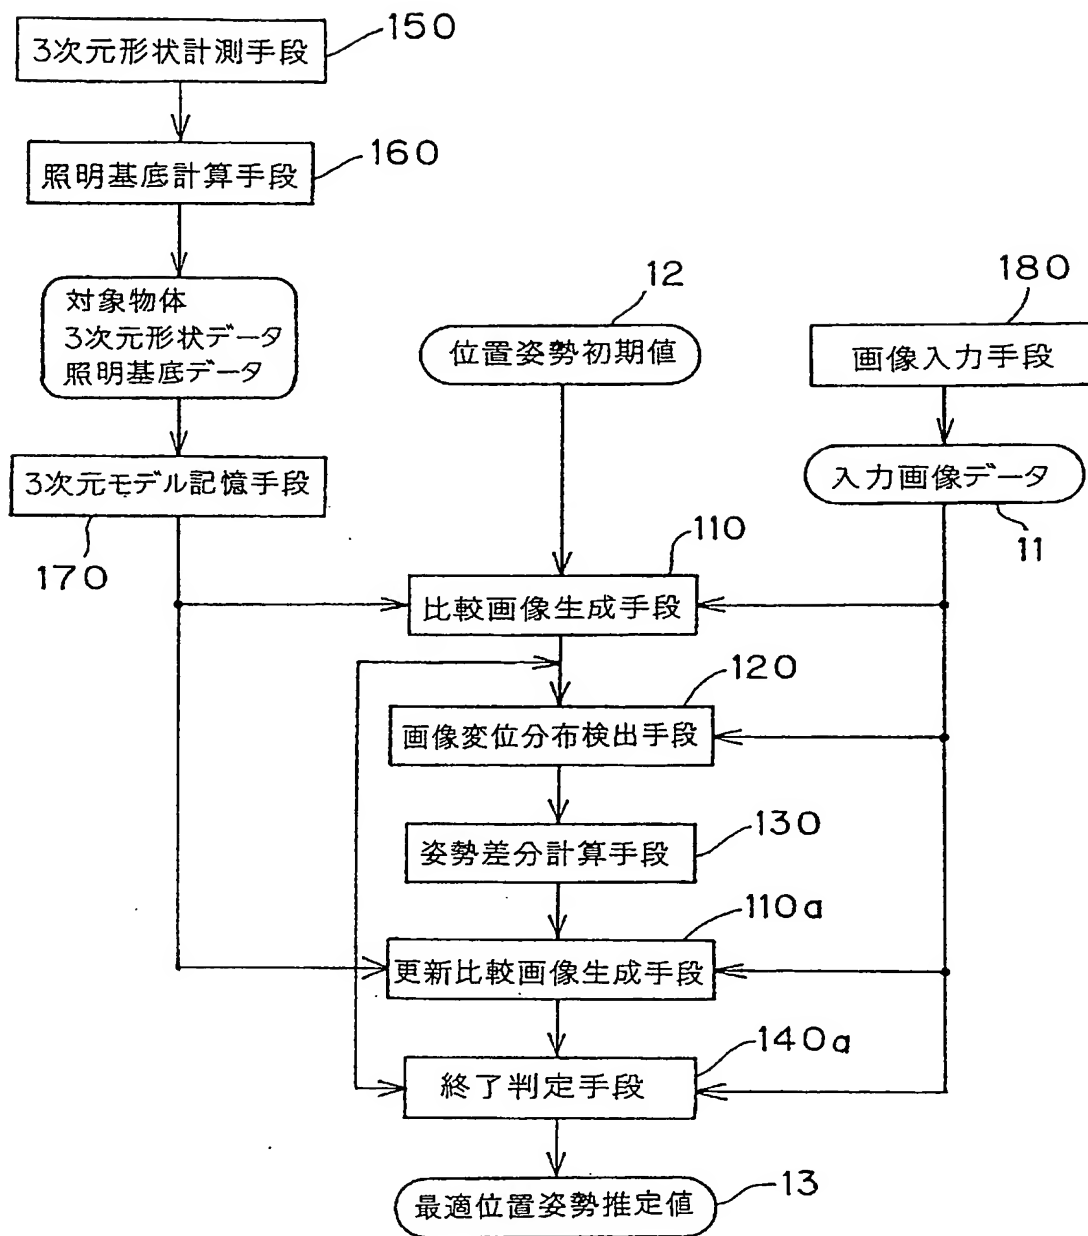 150
3次元形状計測手段
160
照明基底計算手段
対象物体
3次元形状データ
照明基底データ
3次元モデル記憶手段
170
12
位置姿勢初期値
180
画像入力手段
入力画像データ
11
110
比較画像生成手段
120
画像変位分布検出手段
130
姿勢差分計算手段
110a
更新比較画像生成手段
140a
終了判定手段
13
最適位置姿勢推定値